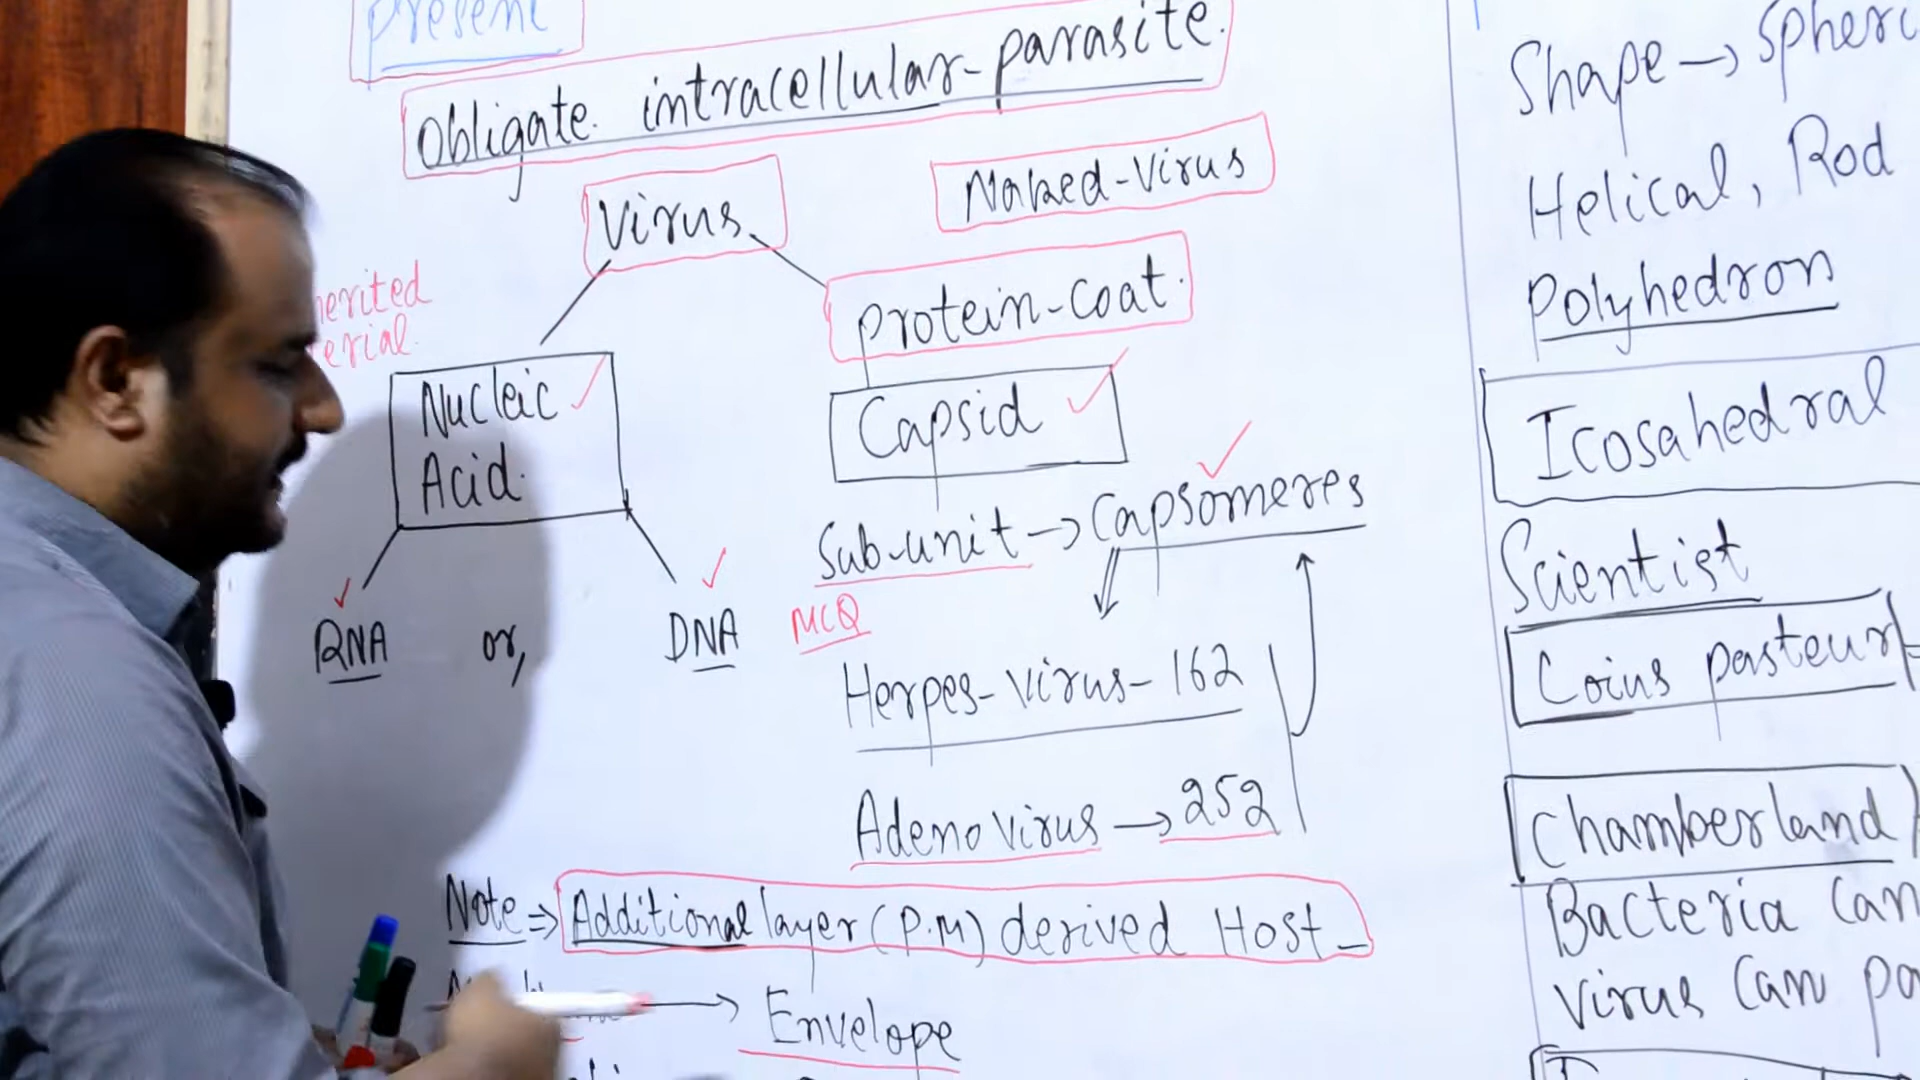 present
Obligate intracellular-parasite.
Virus
Naked-Virus
Protein-Coat.
Nucleic
Acid.
Capsid
Sub-unit → Capsomeres
RNA or, DNA
MCQ
Herpes-virus-162
Adeno virus → 252
Note ⇒ Additional layer (P.M) derived Host
→ Envelope
Shape →
Helical, Rod
Polyhedron
Icosahedral
Scientist
Coius pasteur
Chamberland
Bacteria Can
Virus Can